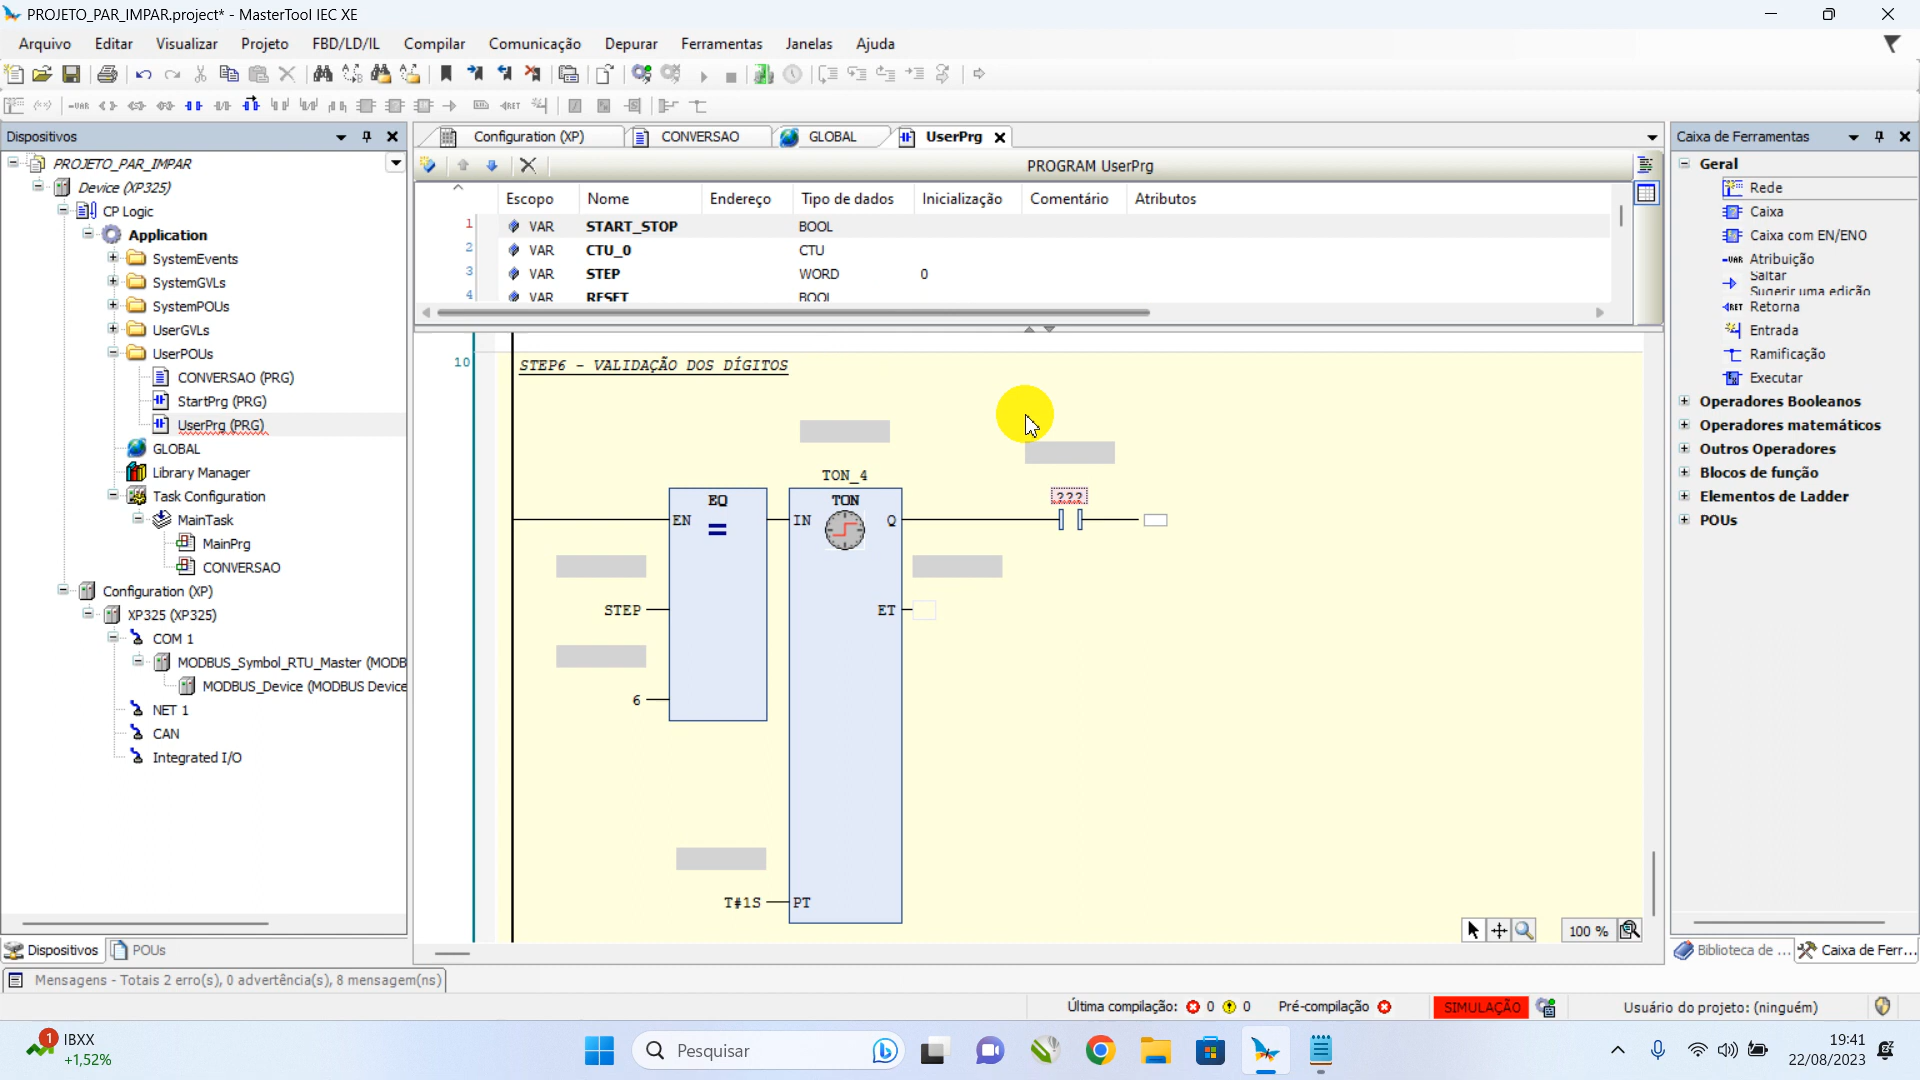 PROJETO_PAR_IMPAR.project* - MasterTool IEC XE
Arquivo Editar Visualizar Projeto FBD/LD/IL Compilar Comunicação Depurar Ferramentas Janelas Ajuda
Dispositivos
Configuration (XP) CONVERSAO GLOBAL UserPrg
Caixa de Ferramentas
PROJETO_PAR_IMPAR
Device (XP325)
CP Logic
Application
SystemEvents
SystemGVLs
SystemPOUs
UserGVLs
UserPOUs
CONVERSAO (PRG)
StartPrg (PRG)
UserPrg (PRG)
GLOBAL
Library Manager
Task Configuration
MainTask
MainPrg
CONVERSAO
Configuration (XP)
XP325 (XP325)
COM 1
MODBUS_Symbol_RTU_Master (MODB
MODBUS_Device (MODBUS Device
NET 1
CAN
Integrated I/O
Dispositivos POUs
PROGRAM UserPrg
Escopo Nome Endereço Tipo de dados Inicialização Comentário Atributos
1 VAR START_STOP BOOL
2 VAR CTU_0 CTU
3 VAR STEP WORD 0
4 VAR RESET BOOL
10 STEP6 - VALIDAÇÃO DOS DÍGITOS
TON_4
EQ TON ???
EN = IN Q
STEP ET
6
T#1S PT
100 %
Geral
Rede
Caixa
Caixa com EN/ENO
-VAR Atribuição
Saltar
Sugerir uma edição
RET Retorna
Entrada
Ramificação
Executar
Operadores Booleanos
Operadores matemáticos
Outros Operadores
Blocos de função
Elementos de Ladder
POUs
Biblioteca de ... Caixa de Ferr...
Mensagens - Totais 2 erro(s), 0 advertência(s), 8 mensagem(ns)
Última compilação: 0 0 Pré-compilação SIMULAÇÃO Usuário do projeto: (ninguém)
1 IBXX
+1,52%
Pesquisar
19:41
22/08/2023